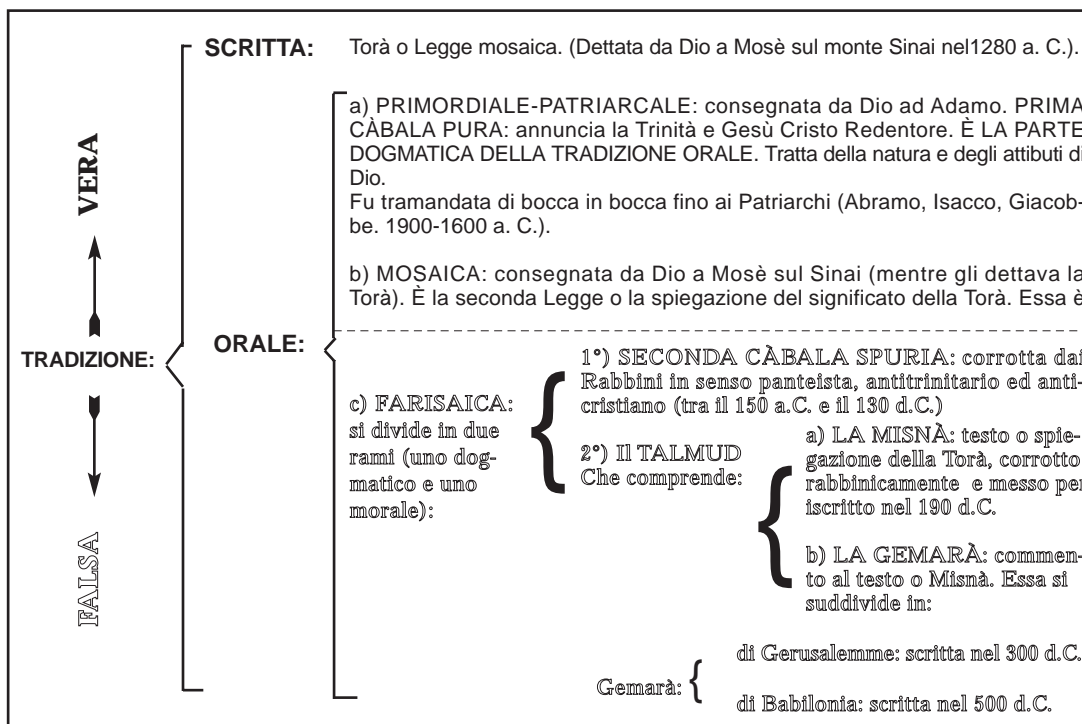 SCRITTA: Torà o Legge mosaica. (Dettata da Dio a Mosè sul monte Sinai nel1280 a. C.).
a) PRIMORDIALE-PATRIARCALE: consegnata da Dio ad Adamo. PRIMA
CÀBALA PURA: annuncia la Trinità e Gesù Cristo Redentore. È LA PARTE
DOGMATICA DELLA TRADIZIONE ORALE. Tratta della natura e degli attibuti di
Dio.
Fu tramandata di bocca in bocca fino ai Patriarchi (Abramo, Isacco, Giacob-
be. 1900-1600 a. C.).
b) MOSAICA: consegnata da Dio a Mosè sul Sinai (mentre gli dettava la
Torà). È la seconda Legge o la spiegazione del significato della Torà. Essa è
VERA
TRADIZIONE:
FALSA
ORALE:
c) FARISAICA:
si divide in due
rami (uno dog-
matico e uno
morale):
1°) SECONDA CÀBALA SPURIA: corrotta dai
Rabbini in senso panteista, antitrinitario ed anti-
cristiano (tra il 150 a.C. e il 130 d.C.)
2°) Il TALMUD
Che comprende:
a) LA MISNÀ: testo o spie-
gazione della Torà, corrotto
rabbinicamente e messo per
iscritto nel 190 d.C.
b) LA GEMARÀ: commen-
to al testo o Misnà. Essa si
suddivide in:
Gemarà:
di Gerusalemme: scritta nel 300 d.C.
di Babilonia: scritta nel 500 d.C.